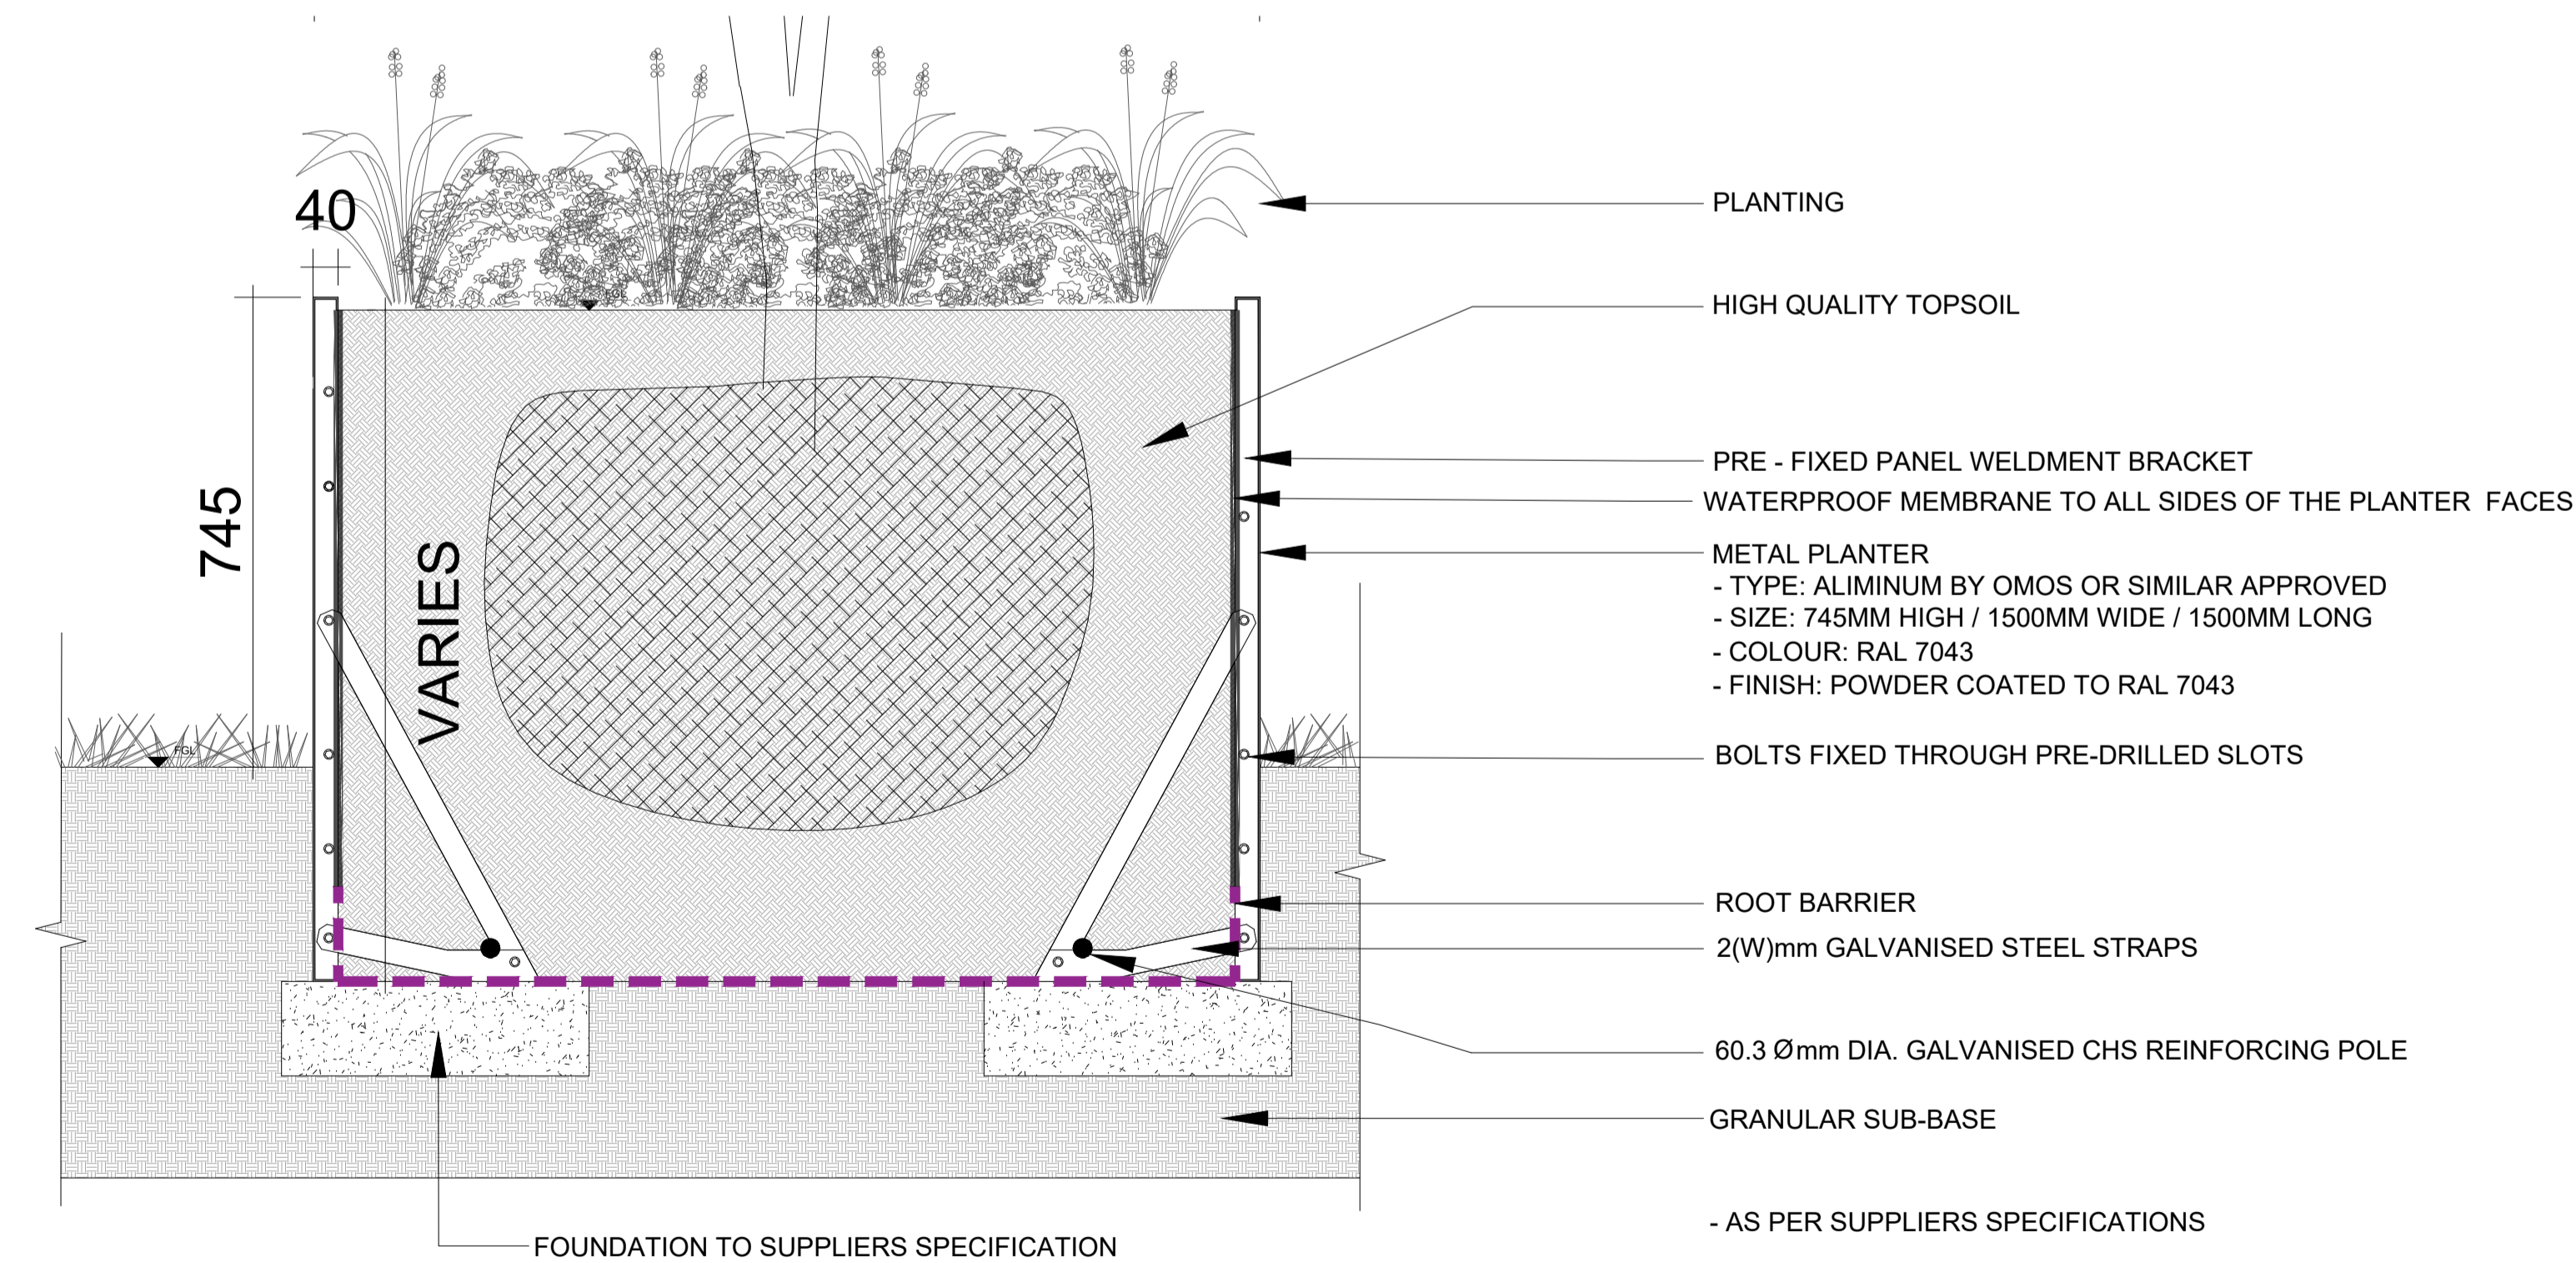 40
PLANTING
FGL
HIGH QUALITY TOPSOIL
745
VARIES
PRE - FIXED PANEL WELDMENT BRACKET
WATERPROOF MEMBRANE TO ALL SIDES OF THE PLANTER FACES
METAL PLANTER
- TYPE: ALIMINUM BY OMOS OR SIMILAR APPROVED
- SIZE: 745MM HIGH / 1500MM WIDE / 1500MM LONG
- COLOUR: RAL 7043
- FINISH: POWDER COATED TO RAL 7043
FGL
BOLTS FIXED THROUGH PRE-DRILLED SLOTS
ROOT BARRIER
2(W)mm GALVANISED STEEL STRAPS
60.3 Ømm DIA. GALVANISED CHS REINFORCING POLE
GRANULAR SUB-BASE
- AS PER SUPPLIERS SPECIFICATIONS
FOUNDATION TO SUPPLIERS SPECIFICATION